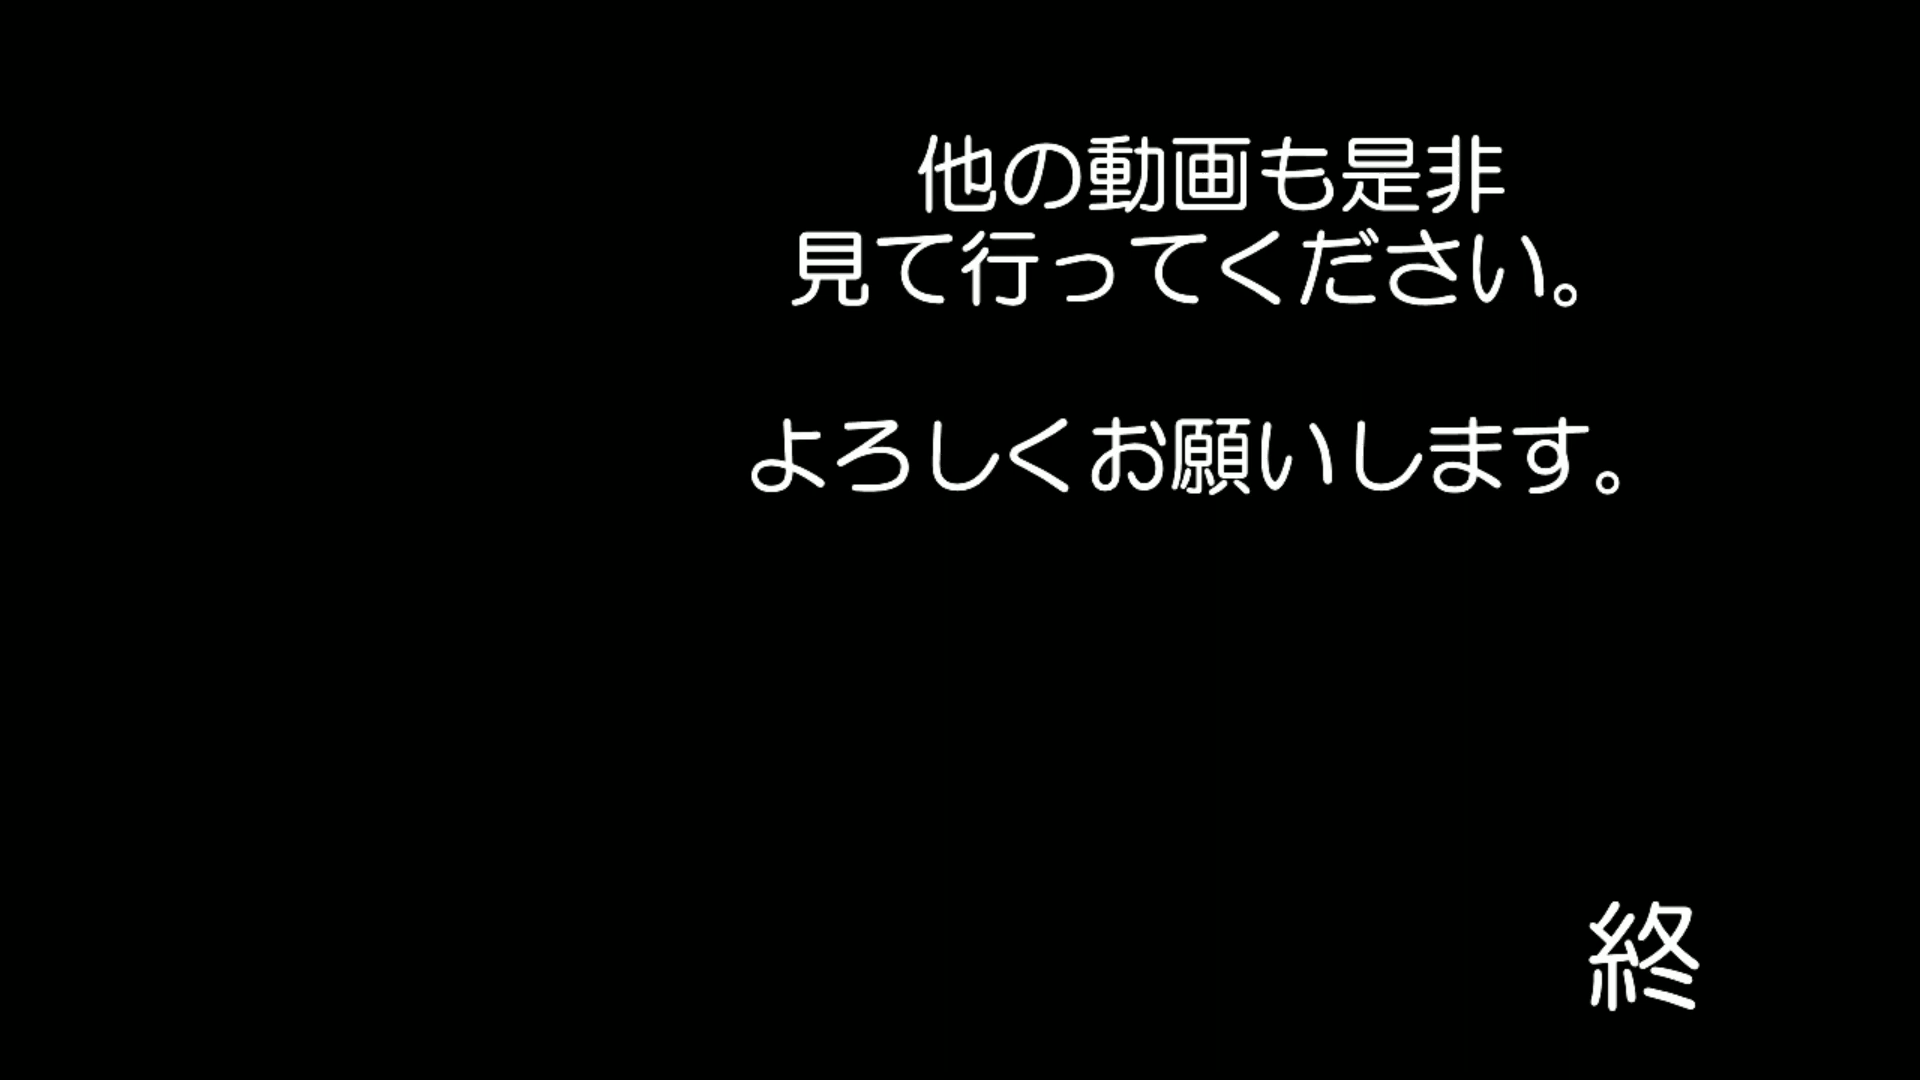 他の動画も是非
見て行ってください。
よろしくお願いします。
終